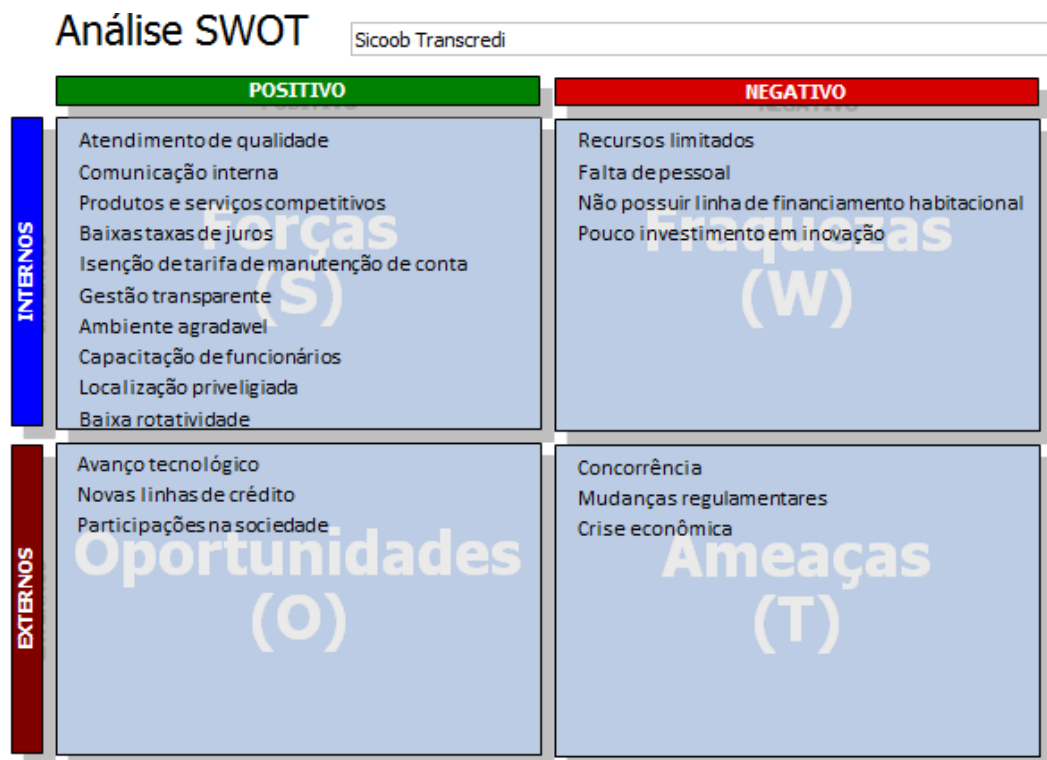 Análise SWOT
Sicoob Transcredi
POSITIVO
NEGATIVO
INTERNOS
Atendimento de qualidade
Comunicação interna
Produtos e serviços competitivos
Baixas taxas de juros
Isenção de tarifa de manutenção de conta
Gestão transparente
Ambiente agradavel
Capacitação de funcionários
Localização priveligiada
Baixa rotatividade
Forças
(S)
Recursos limitados
Falta de pessoal
Não possuir linha de financiamento habitacional
Pouco investimento em inovação
Fraquezas
(W)
EXTERNOS
Avanço tecnológico
Novas linhas de crédito
Participações na sociedade
Oportunidades
(O)
Concorrência
Mudanças regulamentares
Crise econômica
Ameaças
(T)